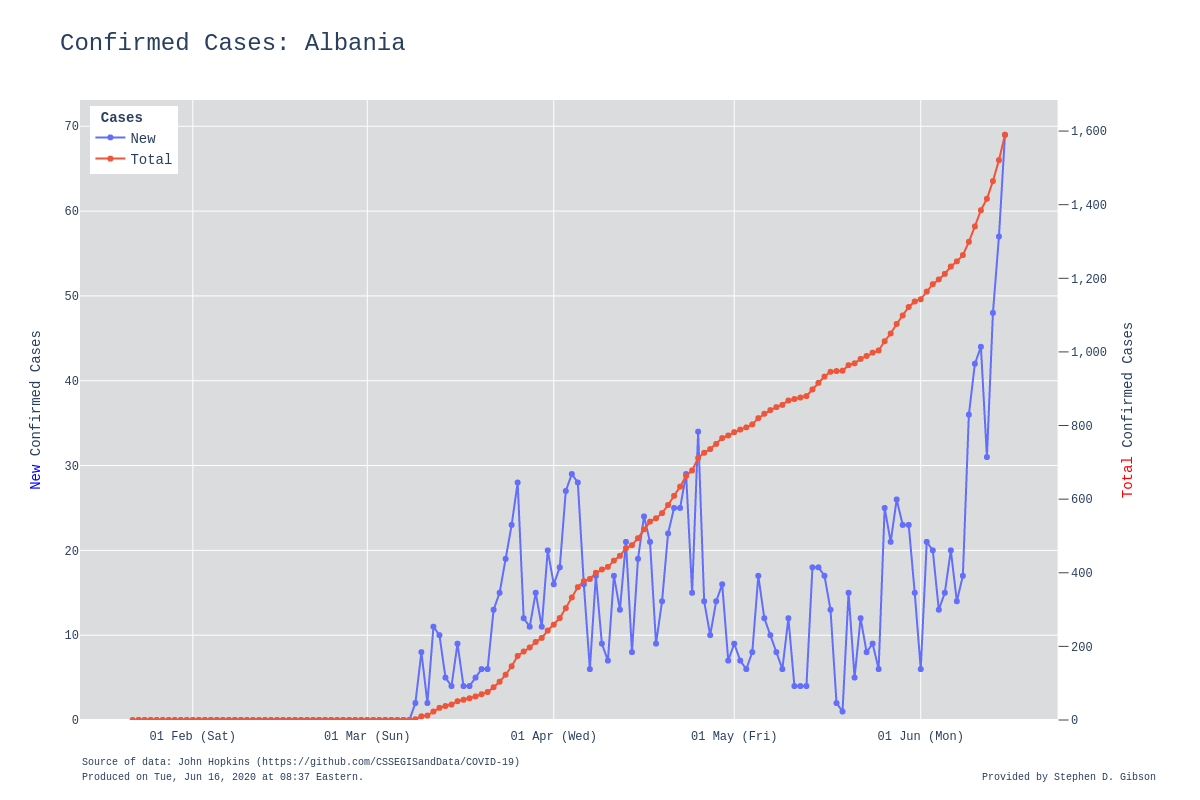 Confirmed Cases: Albania
Cases
New
Total
70
60
50
40
30
20
10
0
1,600
1,400
1,200
1,000
800
600
400
200
0
New Confirmed Cases
Total Confirmed Cases
01 Feb (Sat)
01 Mar (Sun)
01 Apr (Wed)
01 May (Fri)
01 Jun (Mon)
Source of data: John Hopkins (https://github.com/CSSEGISandData/COVID-19)
Produced on Tue, Jun 16, 2020 at 08:37 Eastern.
Provided by Stephen D. Gibson